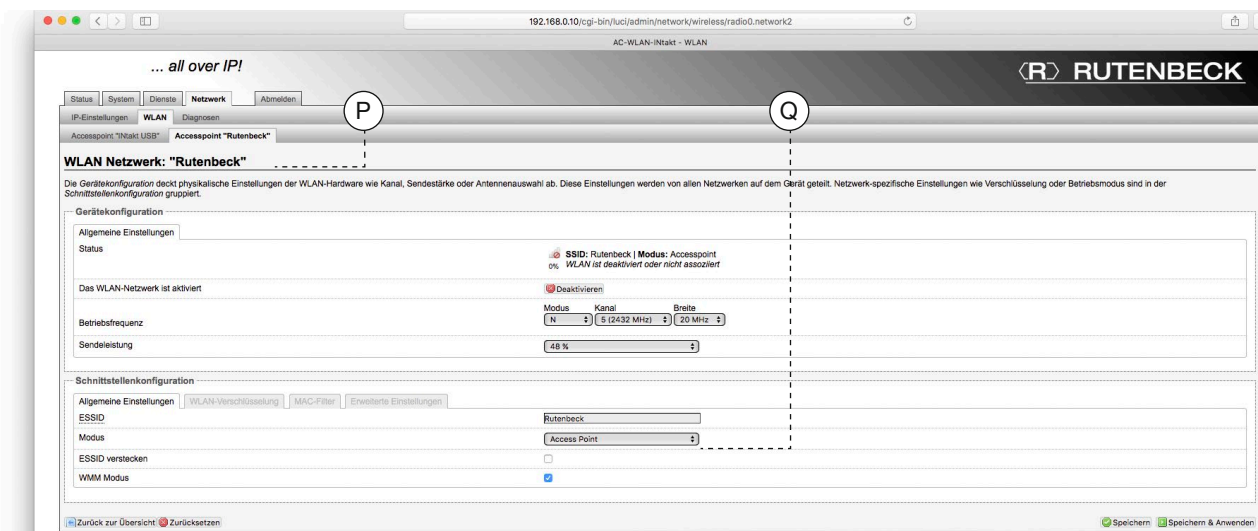 192.168.0.10/cgi-bin/luci/admin/network/wireless/radio0.network2
AC-WLAN-INtakt - WLAN
... all over IP!
⟨R⟩ RUTENBECK
Status System Dienste Netzwerk Abmelden
P
Q
IP-Einstellungen WLAN Diagnosen
Accesspoint "INtakt USB" Accesspoint "Rutenbeck"
WLAN Netzwerk: "Rutenbeck"
Die Gerätekonfiguration deckt physikalische Einstellungen der WLAN-Hardware wie Kanal, Sendestärke oder Antennenauswahl ab. Diese Einstellungen werden von allen Netzwerken auf dem Gerät geteilt. Netzwerk-spezifische Einstellungen wie Verschlüsselung oder Betriebsmodus sind in der
Schnittstellenkonfiguration gruppiert.
Gerätekonfiguration
Allgemeine Einstellungen
Status
SSID: Rutenbeck | Modus: Accesspoint
0% WLAN ist deaktiviert oder nicht assoziiert
Das WLAN-Netzwerk ist aktiviert Deaktivieren
Modus Kanal Breite
Betriebsfrequenz N 5 (2432 MHz) 20 MHz
Sendeleistung 48 %
Schnittstellenkonfiguration
Allgemeine Einstellungen WLAN-Verschlüsselung MAC-Filter Erweiterte Einstellungen
ESSID Rutenbeck
Modus Access Point
ESSID verstecken
WMM Modus
Zurück zur Übersicht Zurücksetzen Speichern Speichern & Anwenden